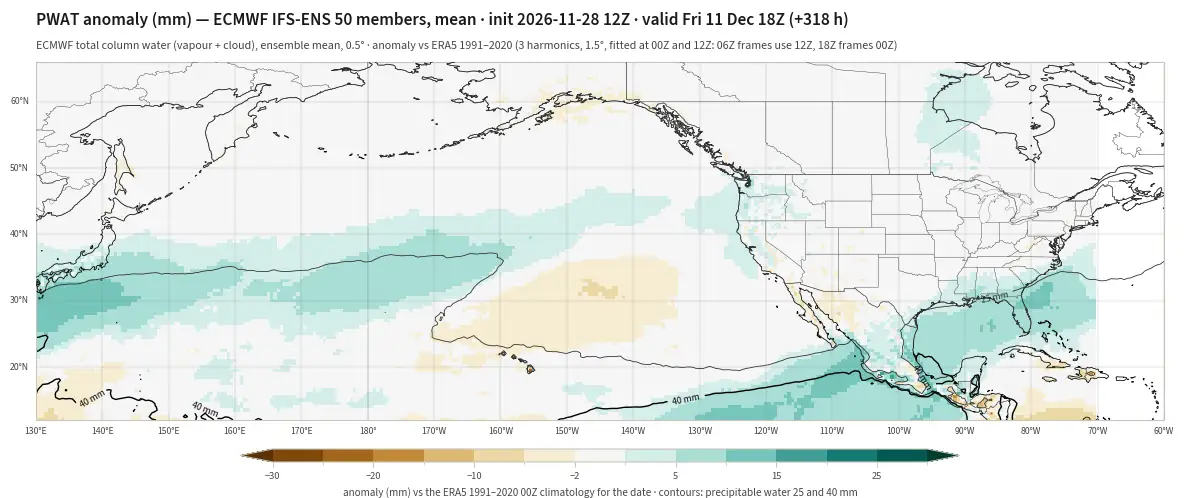 PWAT anomaly (mm) — ECMWF IFS-ENS 50 members, mean · init 2026-11-28 12Z · valid Fri 11 Dec 18Z (+318 h)
ECMWF total column water (vapour + cloud), ensemble mean, 0.5° · anomaly vs ERA5 1991–2020 (3 harmonics, 1.5°, fitted at 00Z and 12Z: 06Z frames use 12Z, 18Z frames 00Z)
60°N
50°N
40°N
30°N
20°N
40 mm
40 mm
40 mm
130°E 140°E 150°E 160°E 170°E 180° 170°W 160°W 150°W 140°W 130°W 120°W 110°W 100°W 90°W 80°W 70°W 60°W
−30 −20 −10 −2 5 15 25
anomaly (mm) vs the ERA5 1991–2020 00Z climatology for the date · contours: precipitable water 25 and 40 mm